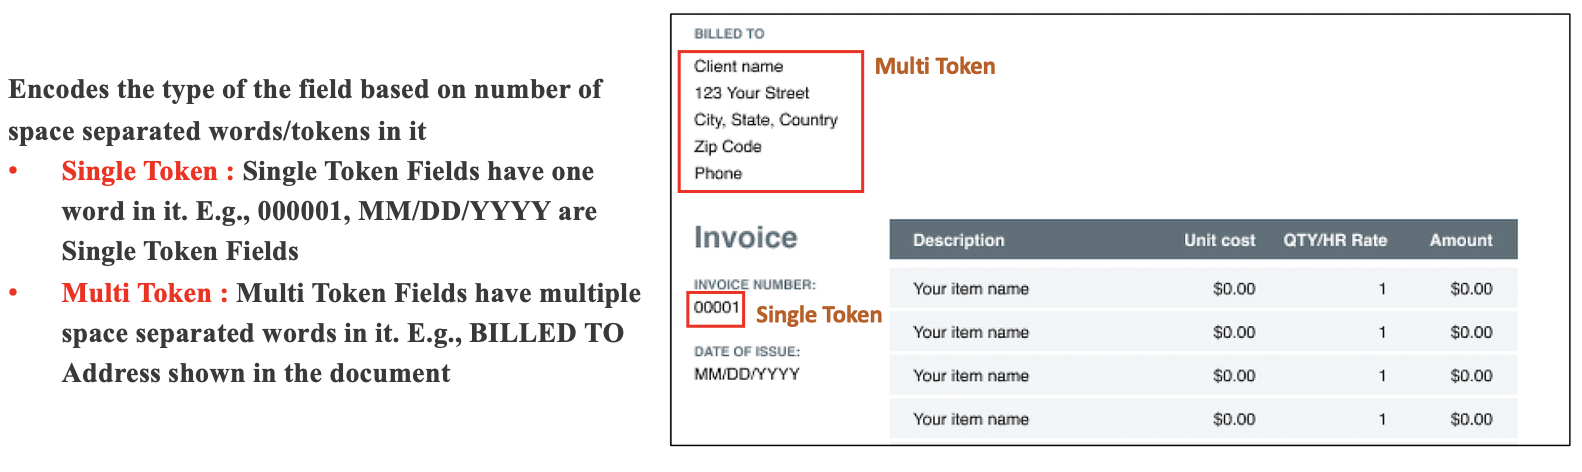 Encodes the type of the field based on number of
space separated words/tokens in it
• Single Token : Single Token Fields have one
word in it. E.g., 000001, MM/DD/YYYY are
Single Token Fields
• Multi Token : Multi Token Fields have multiple
space separated words in it. E.g., BILLED TO
Address shown in the document
BILLED TO
Client name
Multi Token
123 Your Street
City, State, Country
Zip Code
Phone
Invoice
INVOICE NUMBER:
00001
Single Token
DATE OF ISSUE:
MM/DD/YYYY
Description Unit cost QTY/HR Rate Amount
Your item name $0.00 1 $0.00
Your item name $0.00 1 $0.00
Your item name $0.00 1 $0.00
Your item name $0.00 1 $0.00